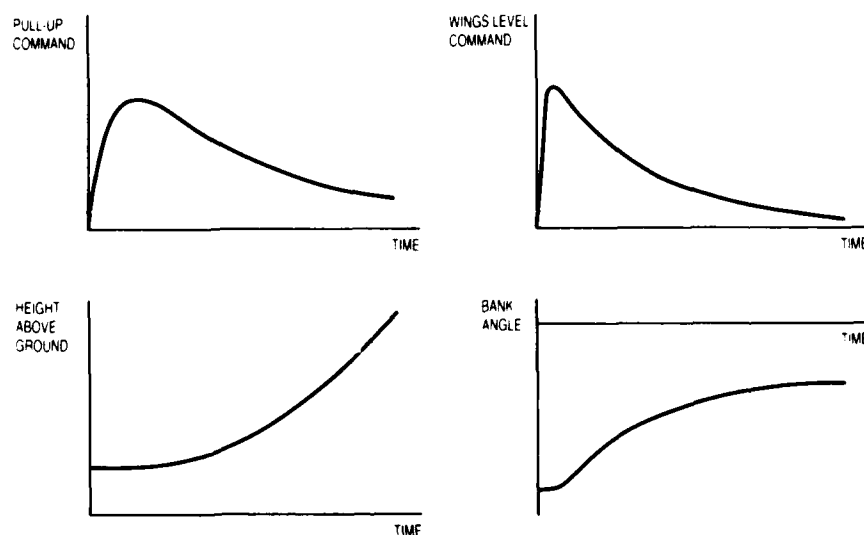 PULL-UP
COMMAND
TIME
WINGS LEVEL
COMMAND
TIME
HEIGHT
ABOVE
GROUND
TIME
BANK
ANGLE
TIME